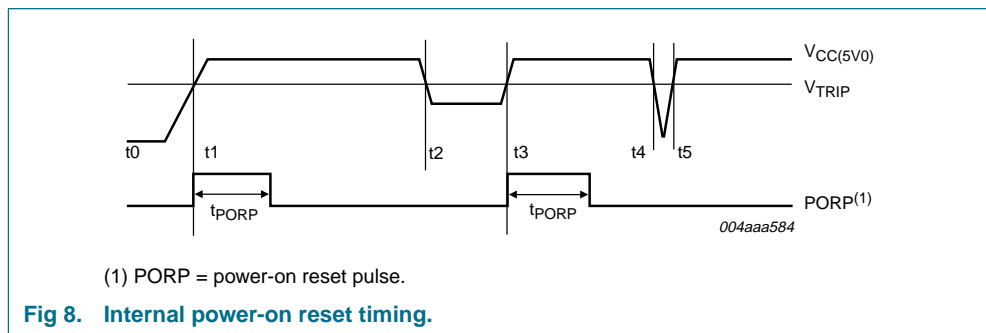 VCC(5V0)
VTRIP
t0 t1 t2 t3 t4 t5
tPORP tPORP
PORP(1)
004aaa584
(1) PORP = power-on reset pulse.
Fig 8. Internal power-on reset timing.